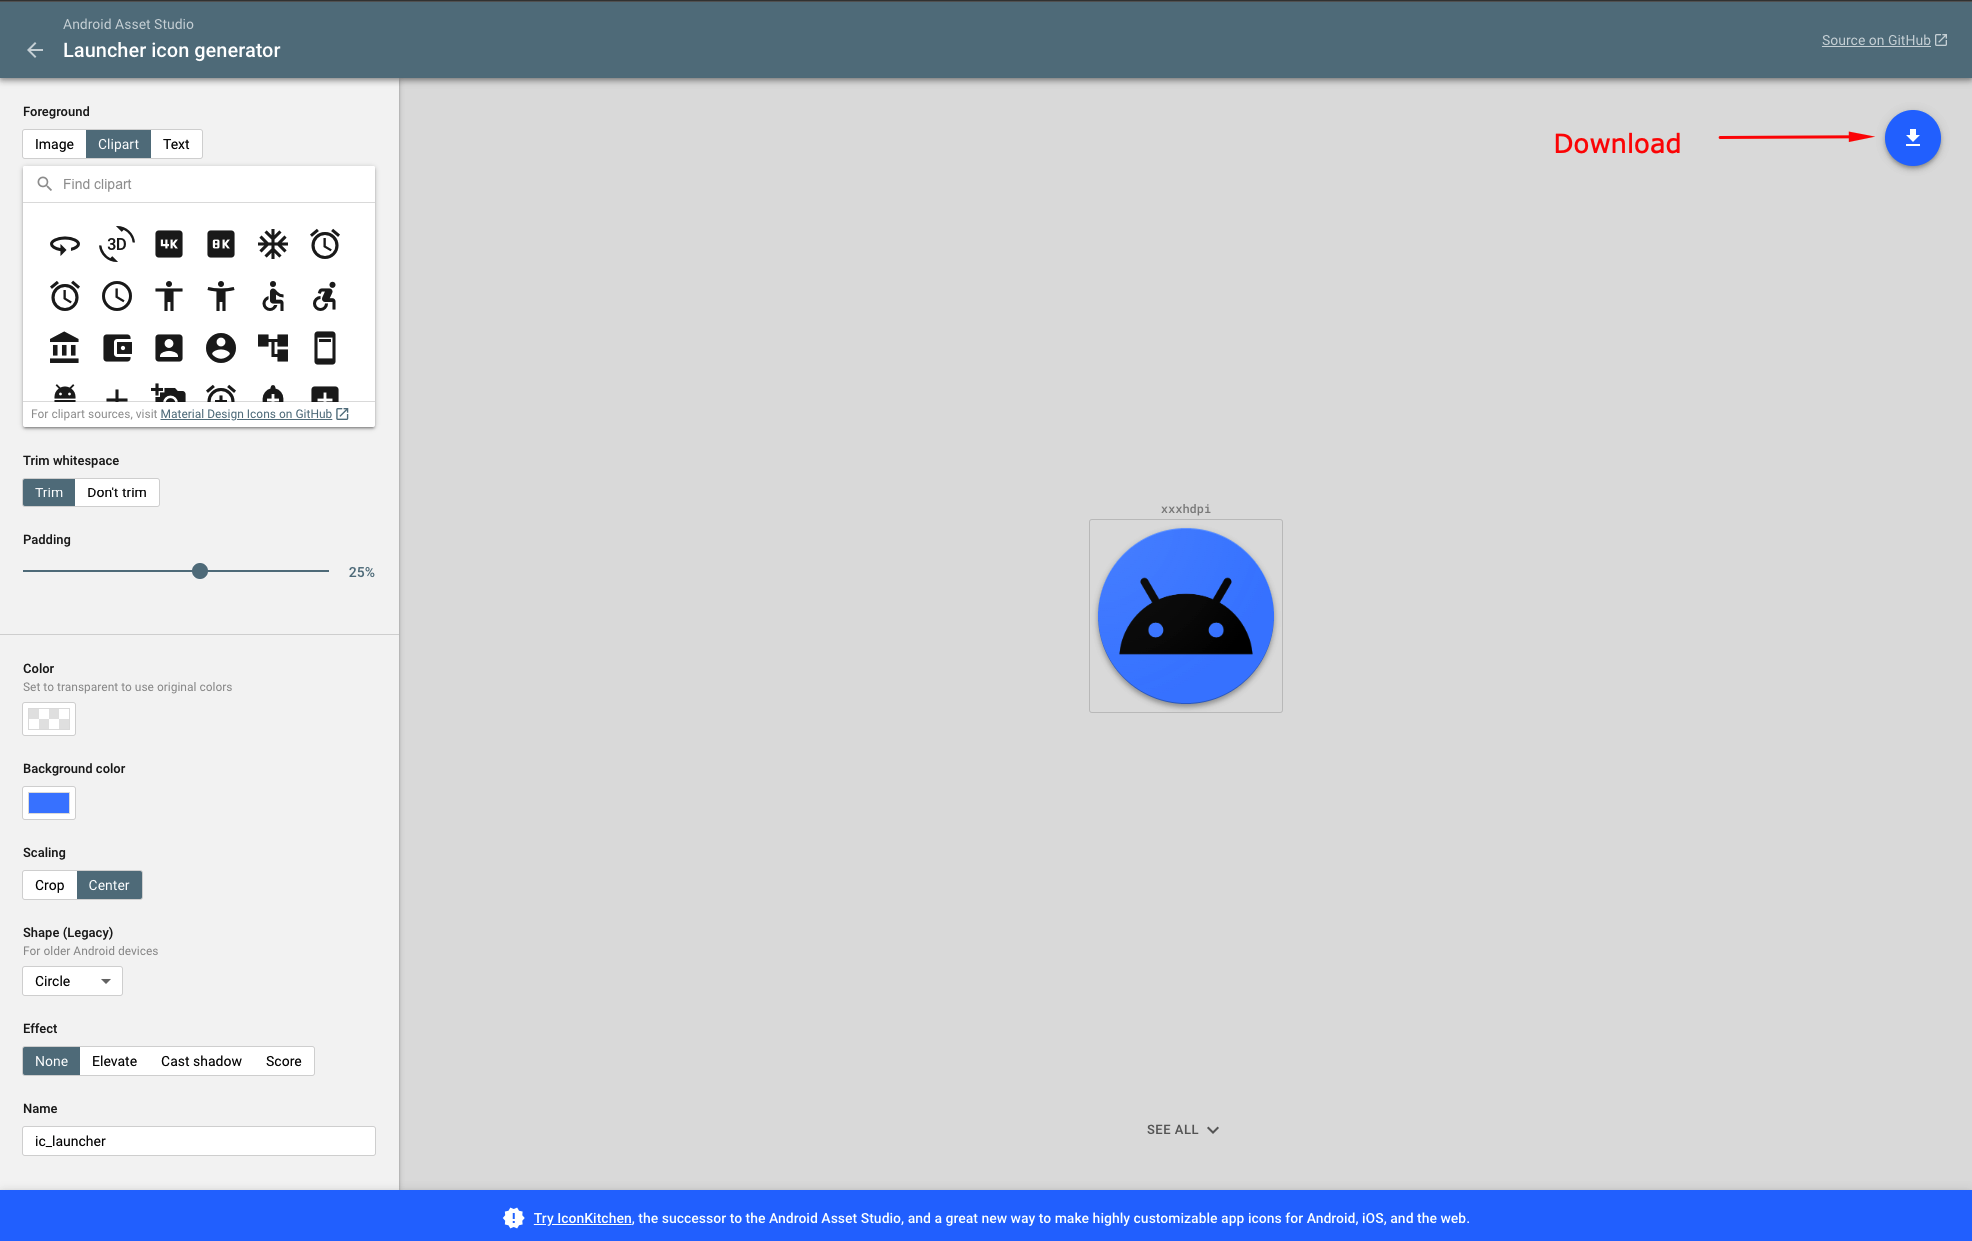 Android Asset Studio
Launcher icon generator
Source on GitHub
Foreground
Image Clipart Text
Find clipart
3D 4K 8K
For clipart sources, visit Material Design Icons on GitHub
Trim whitespace
Trim Don't trim
Padding
25%
Color
Set to transparent to use original colors
Background color
Scaling
Crop Center
Shape (Legacy)
For older Android devices
Circle
Effect
None Elevate Cast shadow Score
Name
ic_launcher
Download
xxxhdpi
SEE ALL
Try IconKitchen, the successor to the Android Asset Studio, and a great new way to make highly customizable app icons for Android, iOS, and the web.